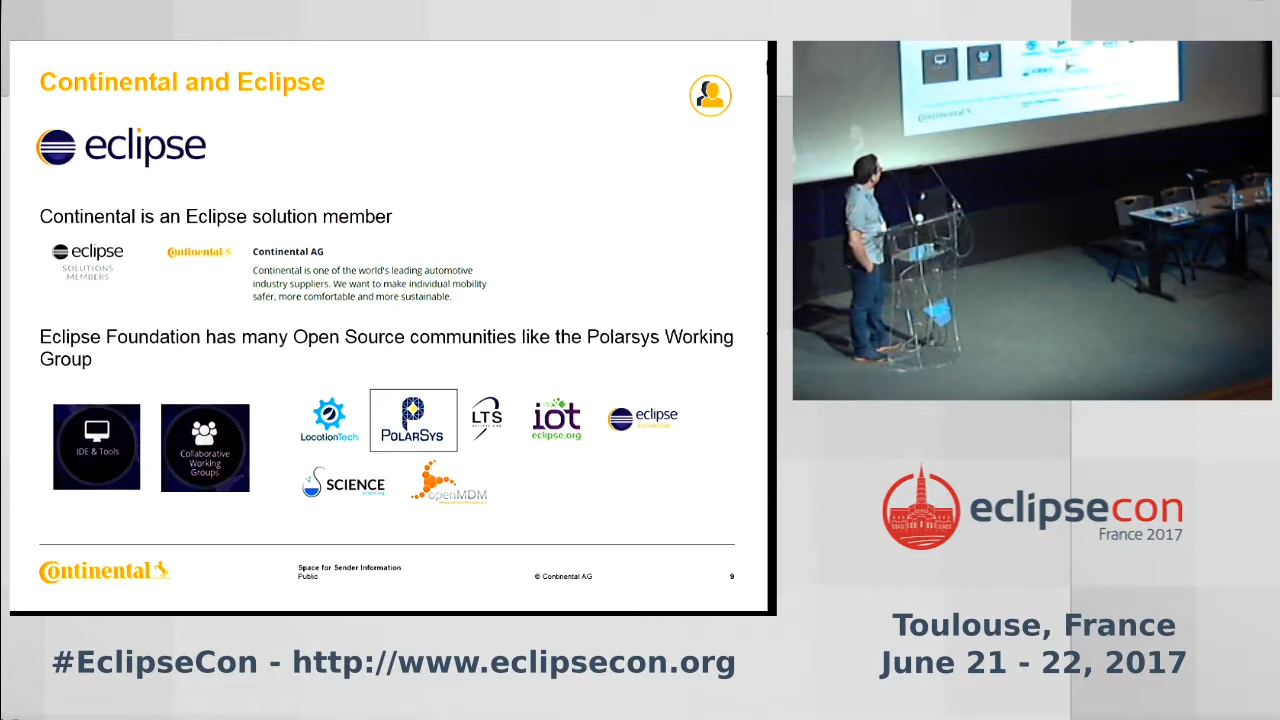 Continental and Eclipse
eclipse
Continental is an Eclipse solution member
eclipse
SOLUTIONS
MEMBERS
Continental
Continental AG
Continental is one of the world's leading automotive
industry suppliers. We want to make individual mobility
safer, more comfortable and more sustainable.
Eclipse Foundation has many Open Source communities like the Polarsys Working
Group
IDE & Tools
Collaborative
Working
Groups
LocationTech
POLARSYS
LTS
iot
eclipse.org
eclipse
SCIENCE
openMDM
Continental
Space for Sender Information
Public
© Continental AG
9
Continental
eclipsecon
France 2017
Toulouse, France
June 21 - 22, 2017
#EclipseCon - http://www.eclipsecon.org